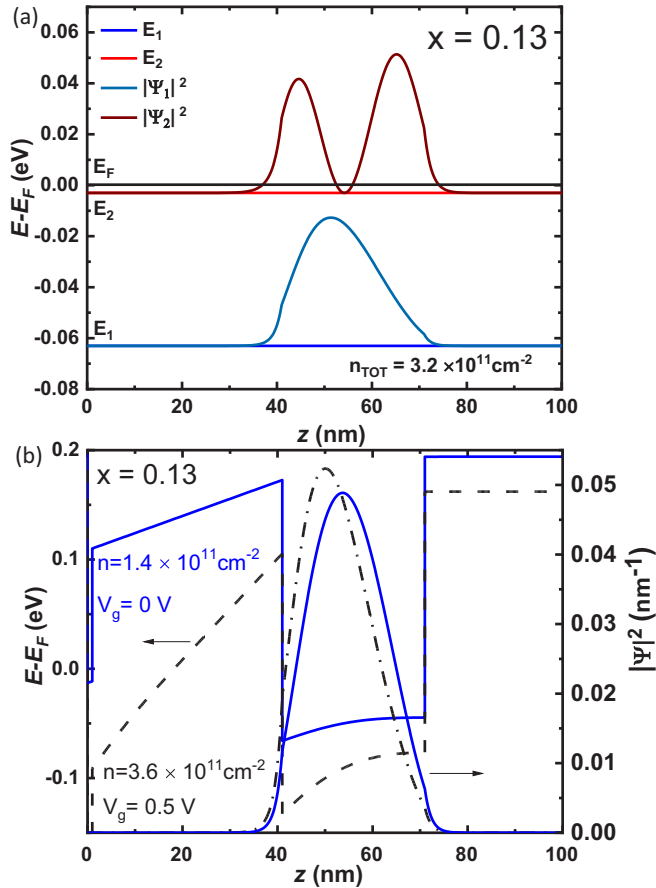 (a)
x = 0.13
E₁
E₂
|Ψ₁|²
|Ψ₂|²
0.06
0.04
0.02
0.00
-0.02
-0.04
-0.06
-0.08
E-E_F (eV)
E_F
E₂
E₁
n_TOT = 3.2 ×10¹¹cm⁻²
0 20 40 60 80 100
z (nm)
(b)
x = 0.13
0.2
0.1
0.0
-0.1
E-E_F (eV)
n=1.4 × 10¹¹cm⁻²
V_g= 0 V
n=3.6 × 10¹¹cm⁻²
V_g= 0.5 V
0.05
0.04
0.03
0.02
0.01
0.00
|Ψ|² (nm⁻¹)
0 20 40 60 80 100
z (nm)